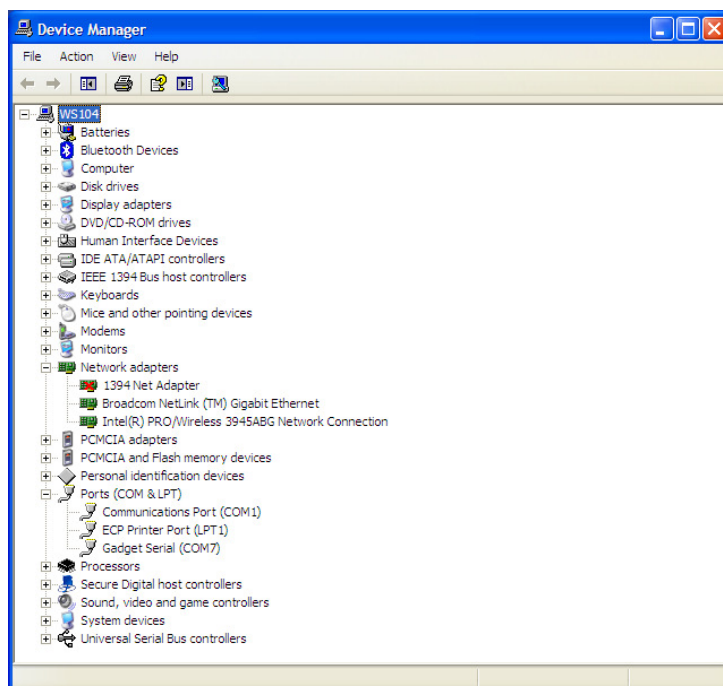 Device Manager
File Action View Help
WS104
Batteries
Bluetooth Devices
Computer
Disk drives
Display adapters
DVD/CD-ROM drives
Human Interface Devices
IDE ATA/ATAPI controllers
IEEE 1394 Bus host controllers
Keyboards
Mice and other pointing devices
Modems
Monitors
Network adapters
1394 Net Adapter
Broadcom NetLink (TM) Gigabit Ethernet
Intel(R) PRO/Wireless 3945ABG Network Connection
PCMCIA adapters
PCMCIA and Flash memory devices
Personal identification devices
Ports (COM & LPT)
Communications Port (COM1)
ECP Printer Port (LPT1)
Gadget Serial (COM7)
Processors
Secure Digital host controllers
Sound, video and game controllers
System devices
Universal Serial Bus controllers